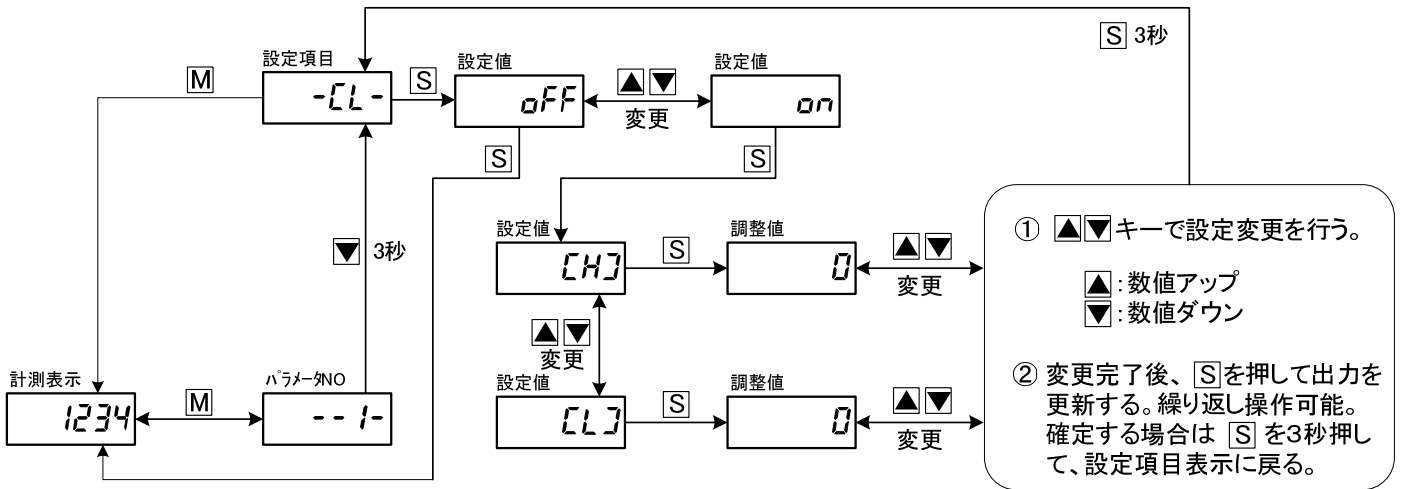 S 3秒
設定項目
設定値
設定値
M
-CL-
S
oFF
▲▼
変更
on
S
S
▼ 3秒
設定値
調整値
[H]
S
0
▲▼
変更
▲▼
変更
設定値
調整値
[L]
S
0
▲▼
変更
計測表示
パラメータNO
1234
M
--1-
① ▲▼キーで設定変更を行う。
▲:数値アップ
▼:数値ダウン
② 変更完了後、Sを押して出力を
更新する。繰り返し操作可能。
確定する場合は S を3秒押し
て、設定項目表示に戻る。